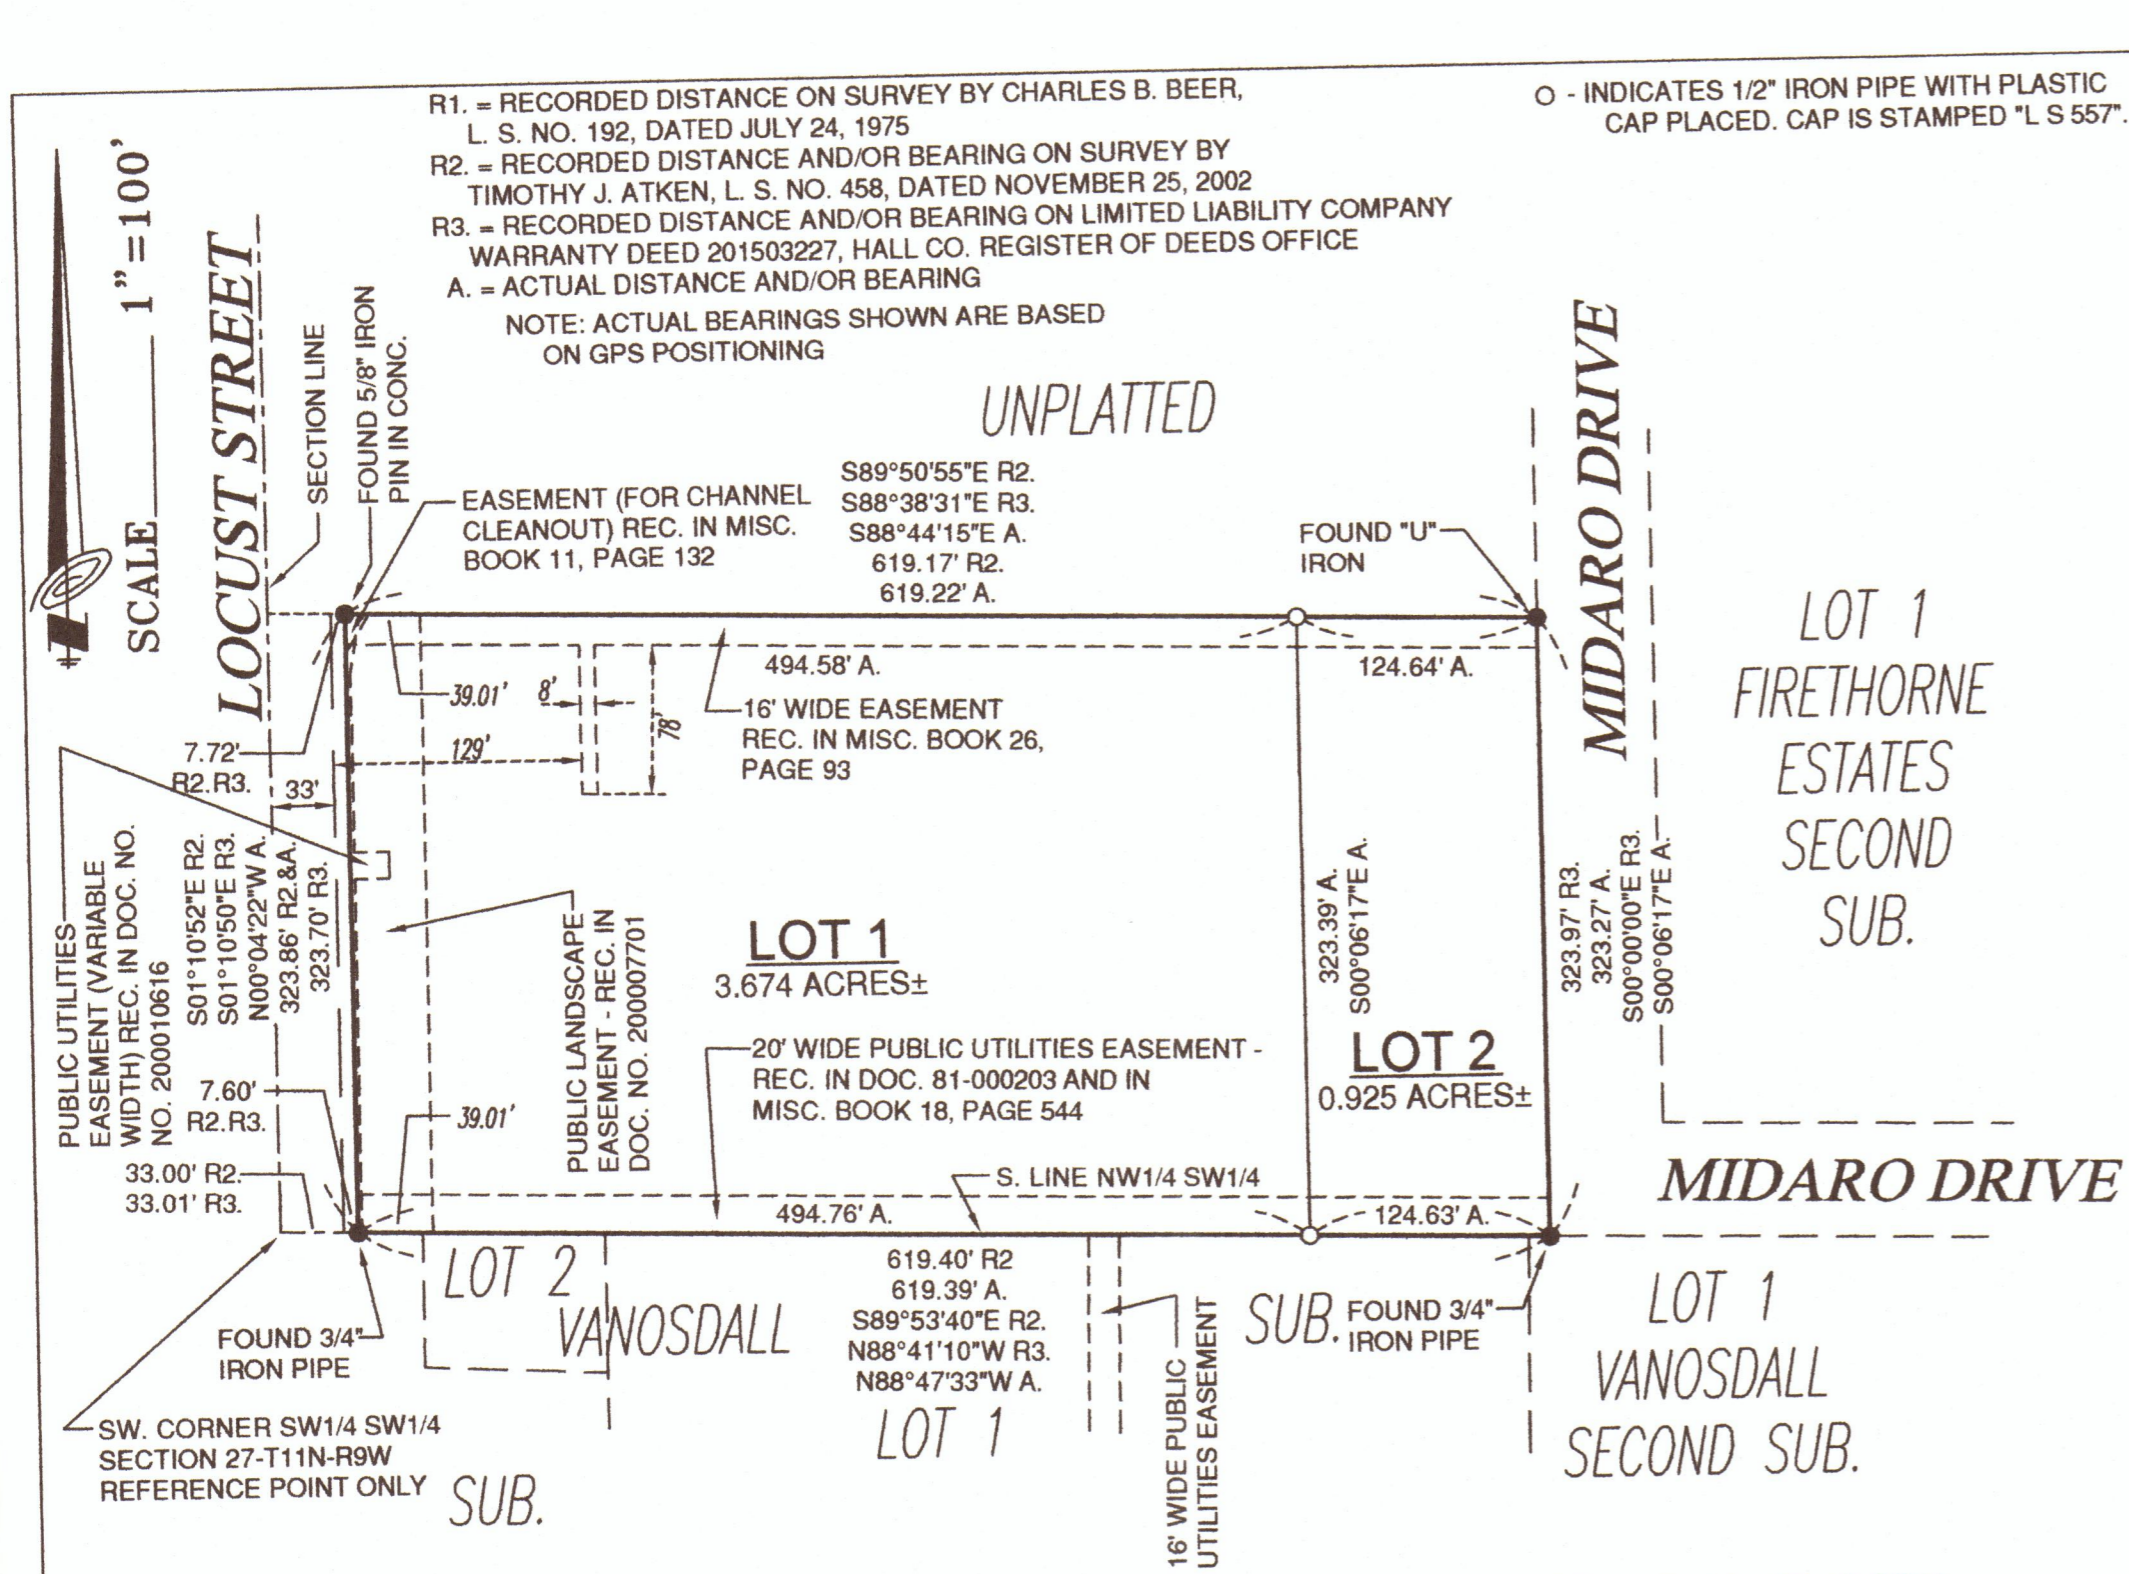 R1. = RECORDED DISTANCE ON SURVEY BY CHARLES B. BEER,
L. S. NO. 192, DATED JULY 24, 1975
R2. = RECORDED DISTANCE AND/OR BEARING ON SURVEY BY
TIMOTHY J. ATKEN, L. S. NO. 458, DATED NOVEMBER 25, 2002
R3. = RECORDED DISTANCE AND/OR BEARING ON LIMITED LIABILITY COMPANY
WARRANTY DEED 201503227, HALL CO. REGISTER OF DEEDS OFFICE
A. = ACTUAL DISTANCE AND/OR BEARING
NOTE: ACTUAL BEARINGS SHOWN ARE BASED
ON GPS POSITIONING
O - INDICATES 1/2" IRON PIPE WITH PLASTIC
CAP PLACED. CAP IS STAMPED "L S 557".
SCALE 1"=100'
LOCUST STREET
SECTION LINE
FOUND 5/8" IRON
PIN IN CONC.
UNPLATTED
MIDARO DRIVE
EASEMENT (FOR CHANNEL
CLEANOUT) REC. IN MISC.
BOOK 11, PAGE 132
S89°50'55"E R2.
S88°38'31"E R3.
S88°44'15"E A.
619.17' R2.
619.22' A.
FOUND "U"
IRON
LOT 1
FIRETHORNE
ESTATES
SECOND
SUB.
494.58' A.
124.64' A.
39.01'
8'
78'
129'
16' WIDE EASEMENT
REC. IN MISC. BOOK 26,
PAGE 93
7.72'
R2.R3.
33'
PUBLIC UTILITIES
EASEMENT (VARIABLE
WIDTH) REC. IN DOC. NO.
NO. 200010616
S01°10'52"E R2.
S01°10'50"E R3.
N00°04'22"W A.
323.86' R2.&A.
323.70' R3.
PUBLIC LANDSCAPE
EASEMENT - REC. IN
DOC. NO. 200007701
LOT 1
3.674 ACRES±
323.39' A.
S00°06'17"E A.
LOT 2
0.925 ACRES±
323.97' R3.
323.27' A.
S00°00'00"E R3.
S00°06'17"E A.
20' WIDE PUBLIC UTILITIES EASEMENT -
REC. IN DOC. 81-000203 AND IN
MISC. BOOK 18, PAGE 544
7.60'
R2.R3.
39.01'
33.00' R2.
33.01' R3.
S. LINE NW1/4 SW1/4
MIDARO DRIVE
494.76' A.
124.63' A.
LOT 2
VANOSDALL
619.40' R2
619.39' A.
S89°53'40"E R2.
N88°41'10"W R3.
N88°47'33"W A.
LOT 1
16' WIDE PUBLIC
UTILITIES EASEMENT
SUB.
FOUND 3/4"
IRON PIPE
LOT 1
VANOSDALL
SECOND SUB.
FOUND 3/4"
IRON PIPE
SW. CORNER SW1/4 SW1/4
SECTION 27-T11N-R9W
REFERENCE POINT ONLY
SUB.